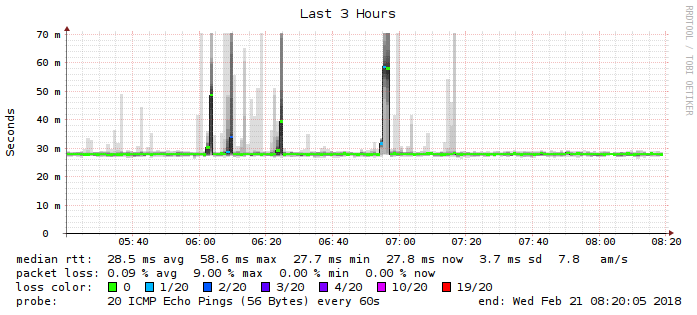 Last 3 Hours
RRDTOOL / TOBI OETIKER
Seconds
70 m
60 m
50 m
40 m
30 m
20 m
10 m
0
05:40 06:00 06:20 06:40 07:00 07:20 07:40 08:00 08:20
median rtt: 28.5 ms avg 58.6 ms max 27.7 ms min 27.8 ms now 3.7 ms sd 7.8 am/s
packet loss: 0.09 % avg 9.00 % max 0.00 % min 0.00 % now
loss color: 0 1/20 2/20 3/20 4/20 10/20 19/20
probe: 20 ICMP Echo Pings (56 Bytes) every 60s end: Wed Feb 21 08:20:05 2018